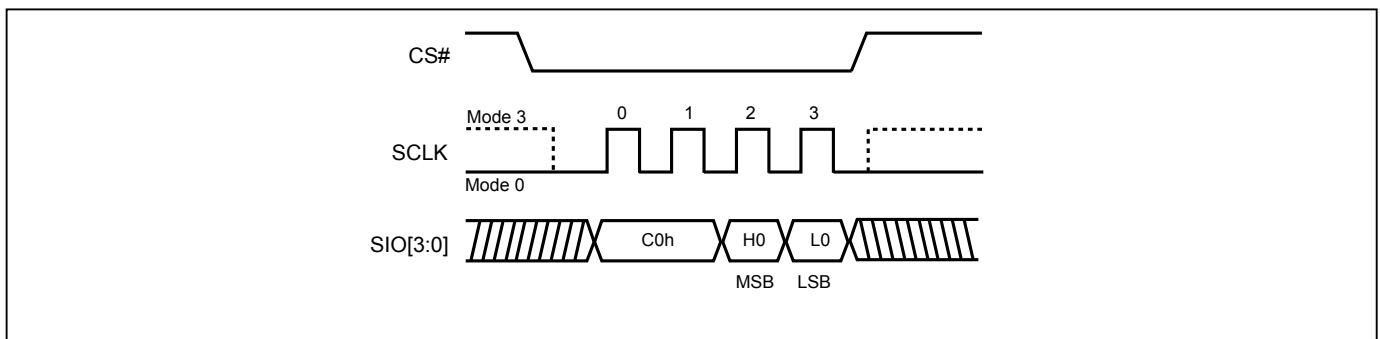 CS#
Mode 3 0 1 2 3
SCLK
Mode 0
SIO[3:0] C0h H0 L0
MSB LSB